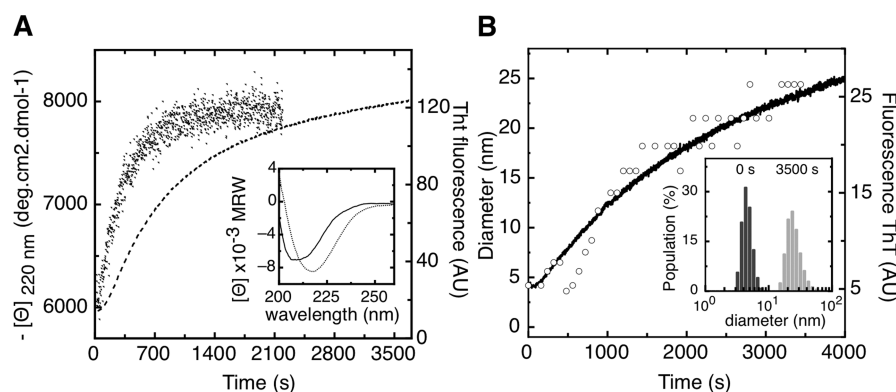 A
- [Θ] 220 nm (deg.cm2.dmol-1)
8000
7000
6000
0
700
1400
2100
2800
3500
Time (s)
120
80
40
0
Tht fluorescence (AU)
[Θ] x10-3 MRW
4
0
−4
−8
200
225
250
wavelength (nm)
B
Diameter (nm)
25
20
15
10
5
0
0
1000
2000
3000
4000
Time (s)
25
15
5
Fluorescence ThT (AU)
Population (%)
30
15
0
0 s
3500 s
10^0
10^1
10^2
diameter (nm)